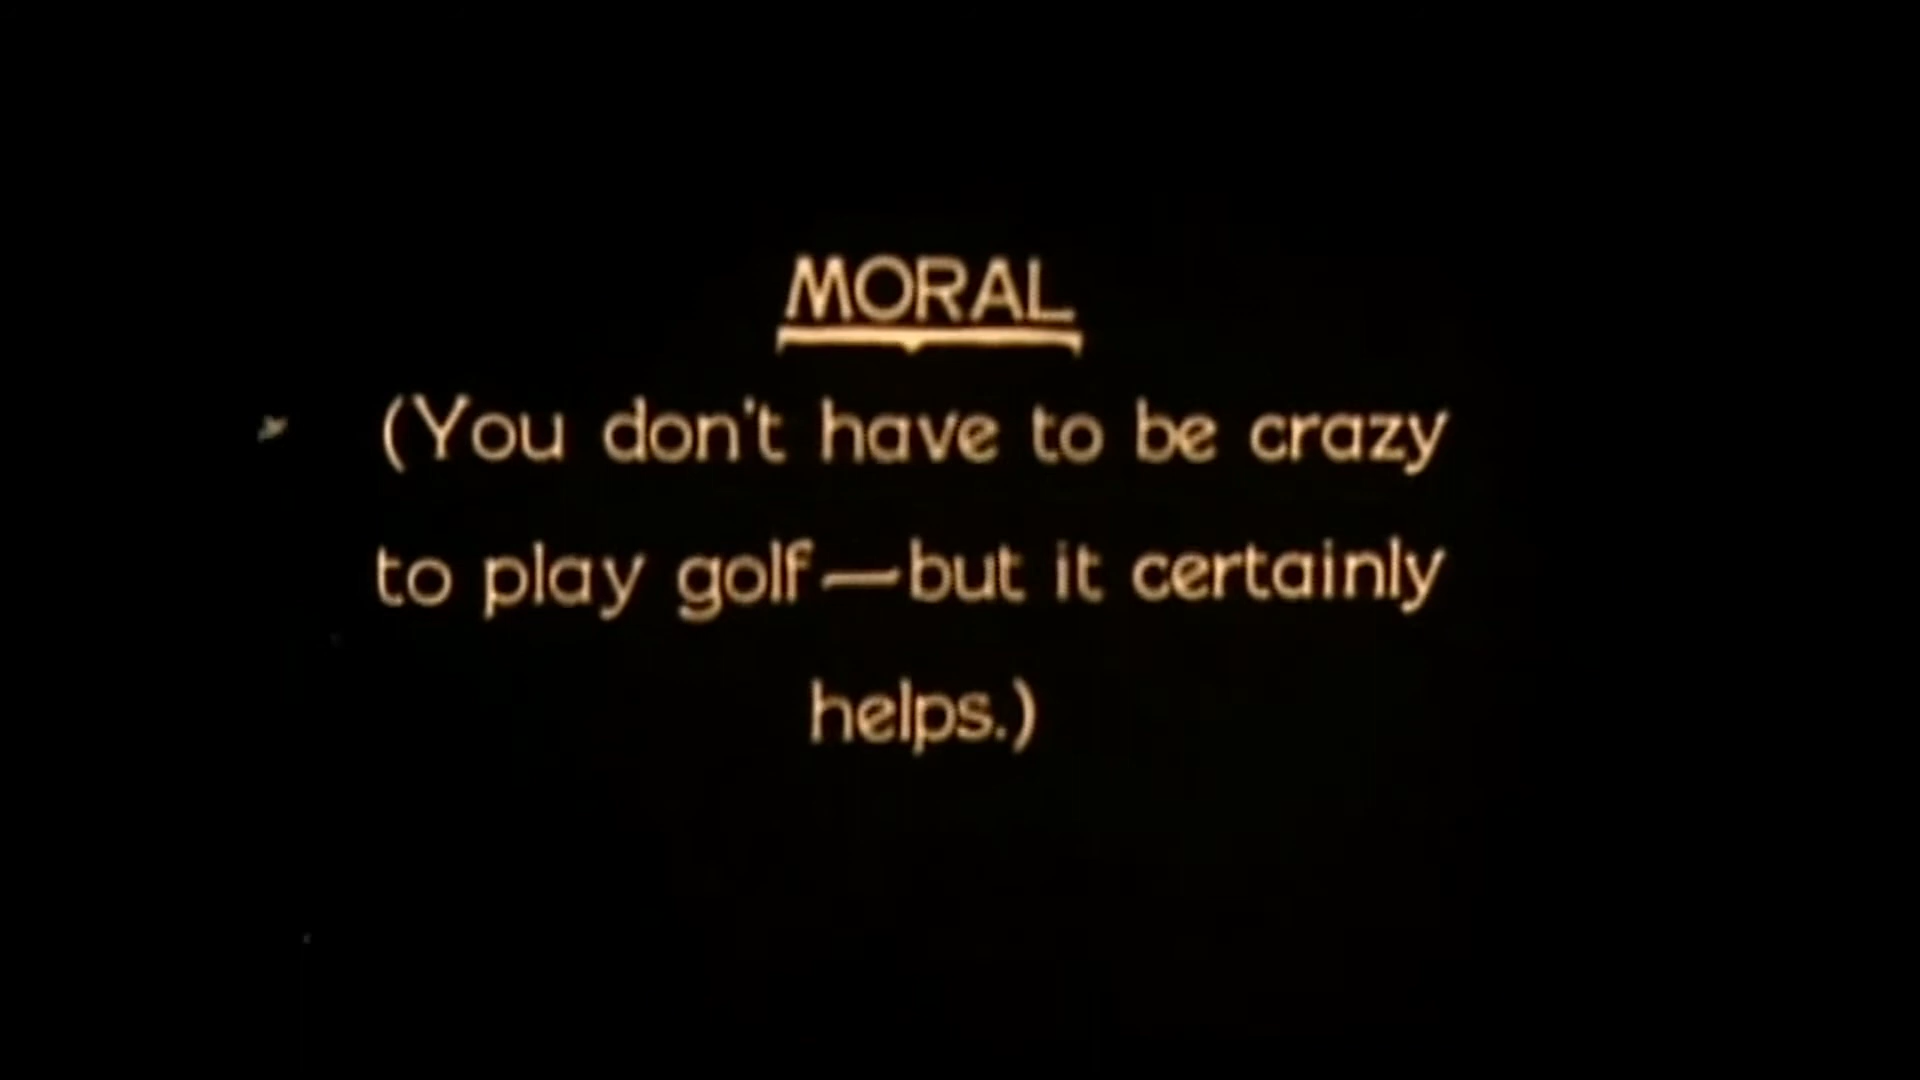 MORAL
(You don't have to be crazy
to play golf—but it certainly
helps.)